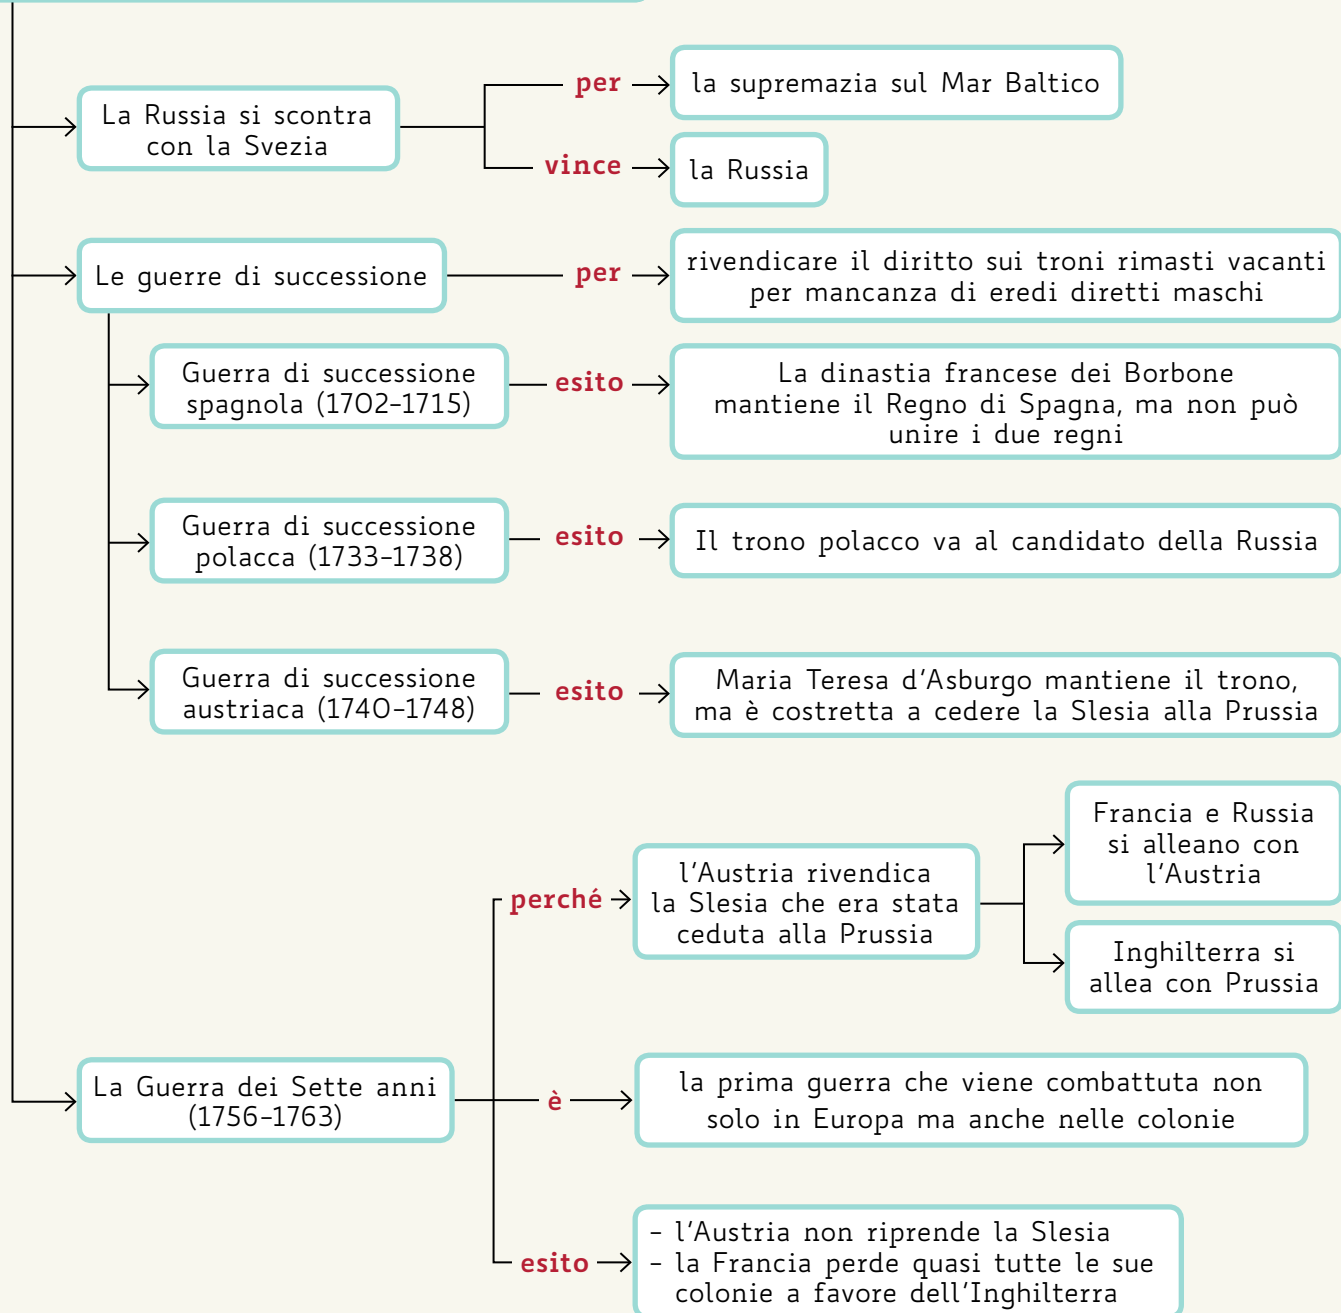 La Russia si scontra
con la Svezia
per
la supremazia sul Mar Baltico
vince
la Russia
Le guerre di successione
per
rivendicare il diritto sui troni rimasti vacanti
per mancanza di eredi diretti maschi
Guerra di successione
spagnola (1702–1715)
esito
La dinastia francese dei Borbone
mantiene il Regno di Spagna, ma non può
unire i due regni
Guerra di successione
polacca (1733–1738)
esito
Il trono polacco va al candidato della Russia
Guerra di successione
austriaca (1740–1748)
esito
Maria Teresa d’Asburgo mantiene il trono,
ma è costretta a cedere la Slesia alla Prussia
La Guerra dei Sette anni
(1756–1763)
perché
l’Austria rivendica
la Slesia che era stata
ceduta alla Prussia
Francia e Russia
si alleano con
l’Austria
Inghilterra si
allea con Prussia
è
la prima guerra che viene combattuta non
solo in Europa ma anche nelle colonie
esito
– l’Austria non riprende la Slesia
– la Francia perde quasi tutte le sue
colonie a favore dell’Inghilterra